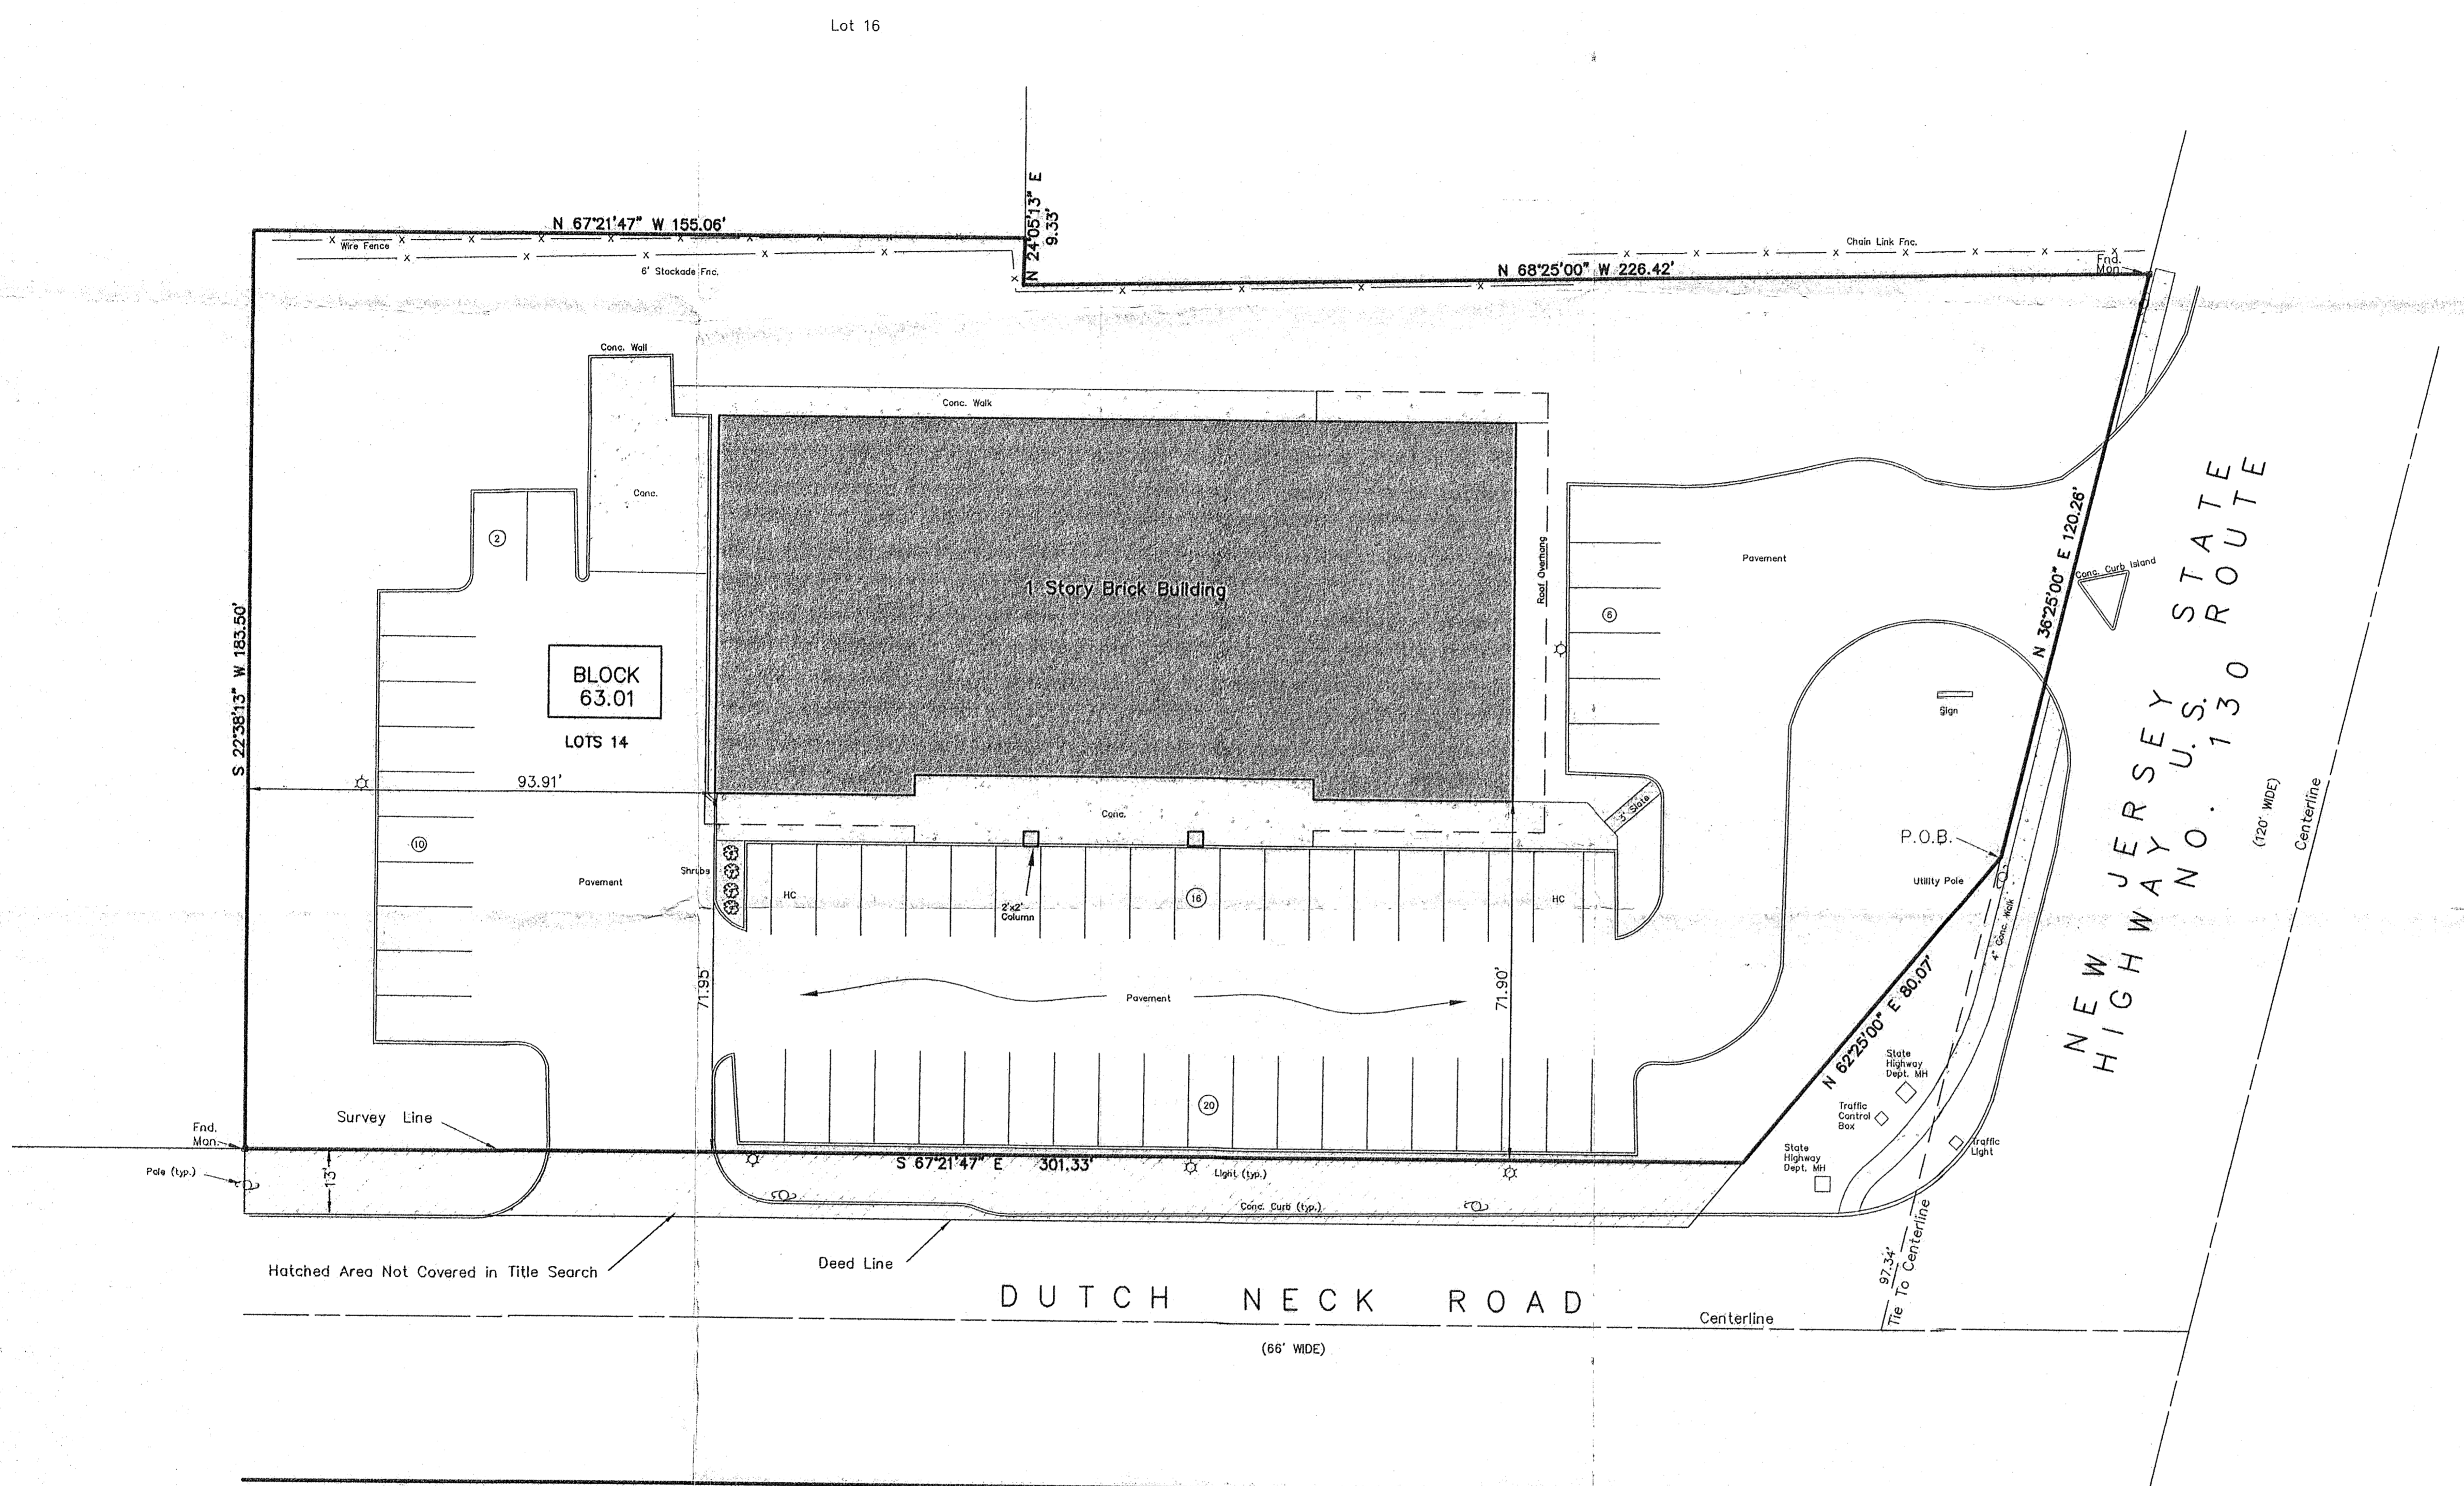 Lot 16
N 67°21'47" W 155.06'
N 24°05'13" E
9.33'
Wire Fence
6' Stockade Fnc.
Chain Link Fnc.
N 68°25'00" W 226.42'
Fnd.
Mon.
Conc. Wall
Conc. Walk
Conc.
2
1 Story Brick Building
Roof Overhang
6
Pavement
N 36°25'00" E 120.26'
Conc. Curb Island
NEW JERSEY STATE
HIGHWAY U.S. ROUTE
NO. 130
(120' WIDE)
Centerline
S 22°38'13" W 183.50'
BLOCK
63.01
LOTS 14
93.91'
Sign
10
Conc.
3' Slate
P.O.B.
Utility Pole
Shrubs
Pavement
HC
2'x2'
Column
16
HC
4' Conc. Walk
71.95'
Pavement
71.90'
N 62°25'00" E 80.07'
State
Highway
Dept. MH
Traffic
Control
Box
20
Survey Line
Fnd.
Mon.
Traffic
Light
State
Highway
Dept. MH
S 67°21'47" E 301.33'
Pole (typ.)
13'
Light (typ.)
Conc. Curb (typ.)
Hatched Area Not Covered in Title Search
Deed Line
97.34'
Tie To Centerline
DUTCH NECK ROAD
Centerline
(66' WIDE)